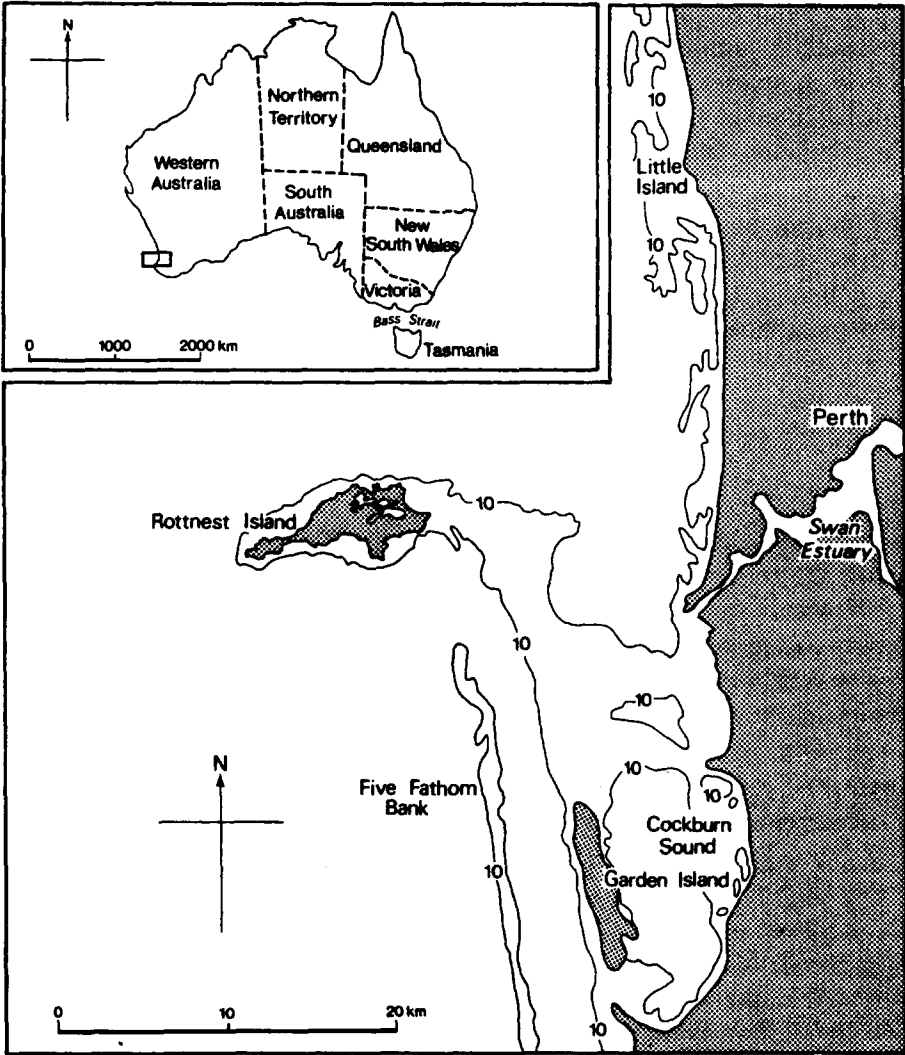 N
Northern
Territory
Queensland
Western
Australia
South
Australia
New
South Wales
Victoria
Bass Strait
Tasmania
0 1000 2000 km
10
Little
Island
10
Perth
Swan
Estuary
Rottnest Island
10
10
10
N
10
10
Five Fathom
Bank
Cockburn
Sound
10
Garden Island
0 10 20 km
10